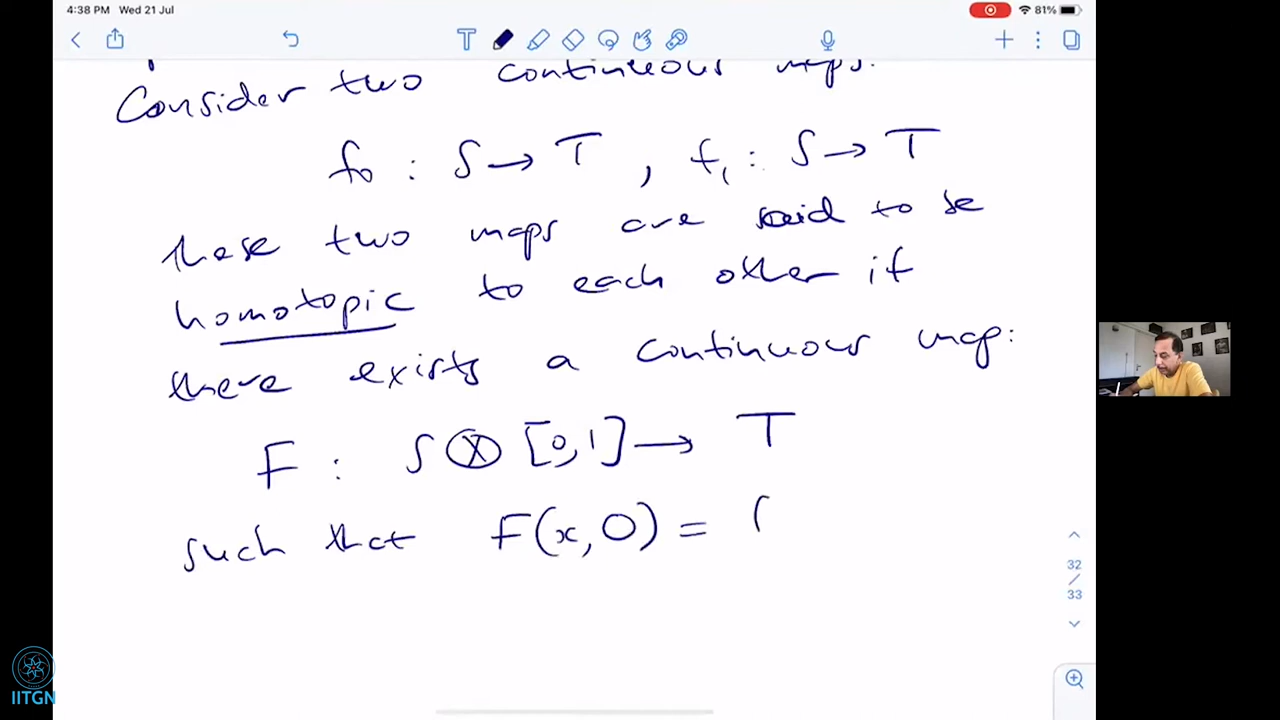 4:38 PM Wed 21 Jul
81%
Consider two continuous maps:
f₀ : S → T , f₁ : S → T
these two maps are said to be
homotopic to each other if
there exists a continuous map:
F : S ⊗ [0,1] → T
such that F(x, 0) = (
32
/
33
IITGN